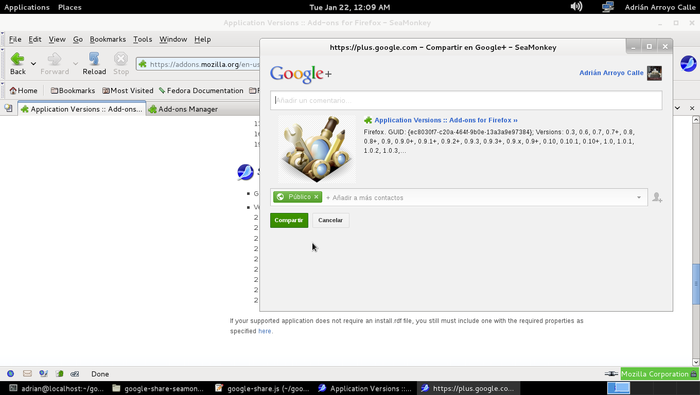 Applications Places Tue Jan 22, 12:09 AM Adrián Arroyo Calle
Application Versions :: Add-ons for Firefox - SeaMonkey
File Edit View Go Bookmarks Tools Window Help
https://plus.google.com - Compartir en Google+ - SeaMonkey
Back Forward Reload Stop
https://addons.mozilla.org/en-us
Home Bookmarks Most Visited Fedora Documentation
Application Versions :: Add-ons... Add-ons Manager
Google+
Adrián Arroyo Calle
Añadir un comentario...
Application Versions :: Add-ons for Firefox »
Firefox. GUID: {ec8030f7-c20a-464f-9b0e-13a3a9e97384}; Versions: 0.3, 0.6, 0.7, 0.7+, 0.8,
0.8+, 0.9, 0.9.0+, 0.9.1+, 0.9.2+, 0.9.3, 0.9.3+, 0.9.x, 0.9+, 0.10, 0.10.1, 0.10+, 1.0, 1.0.1,
1.0.2, 1.0.3,...
Público × + Añadir a más contactos
Compartir Cancelar
If your supported application does not require an install.rdf file, you still must include one with the required properties as
specified here.
Done
Mozilla Corporation
adrian@localhost:~/go... google-share-seamon... google-share.js (~/goo... Application Versions ::... https://plus.google.co...